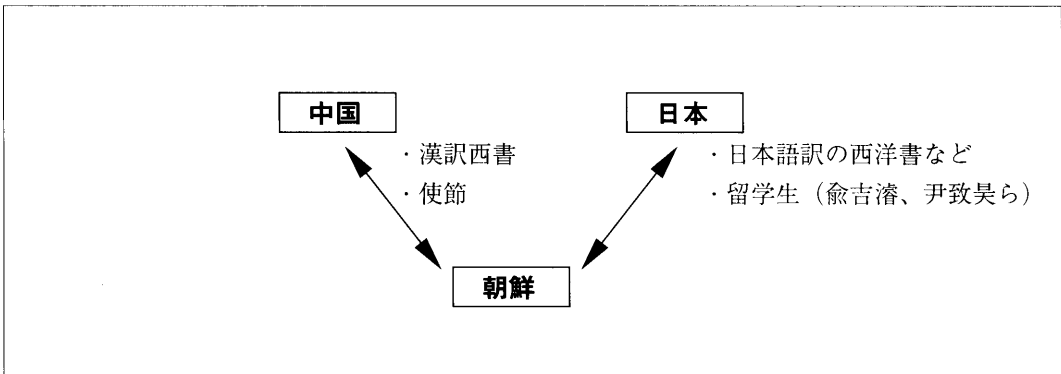 中国
日本
・漢訳西書
・使節
・日本語訳の西洋書など
・留学生（兪吉濬、尹致昊ら）
朝鮮